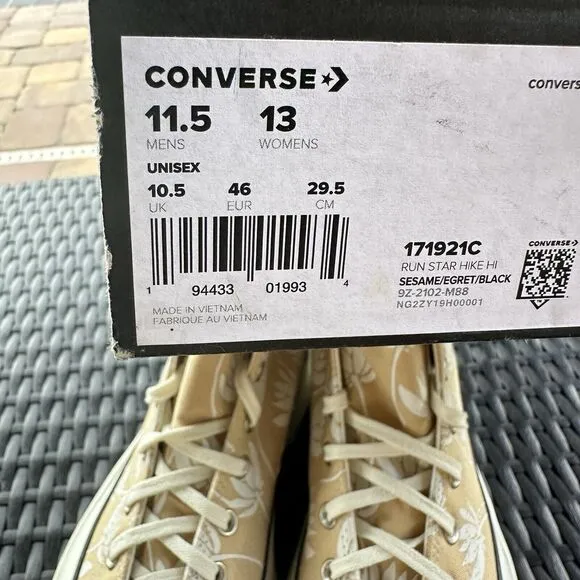 CONVERSE
convers
11.5 13
MENS WOMENS
UNISEX
10.5 46 29.5
UK EUR CM
1 94433 01993 4
MADE IN VIETNAM
FABRIQUE AU VIETNAM
171921C
RUN STAR HIKE HI
SESAME/EGRET/BLACK
9Z-2102-M88
NG2ZY19H00001
CONVERSE